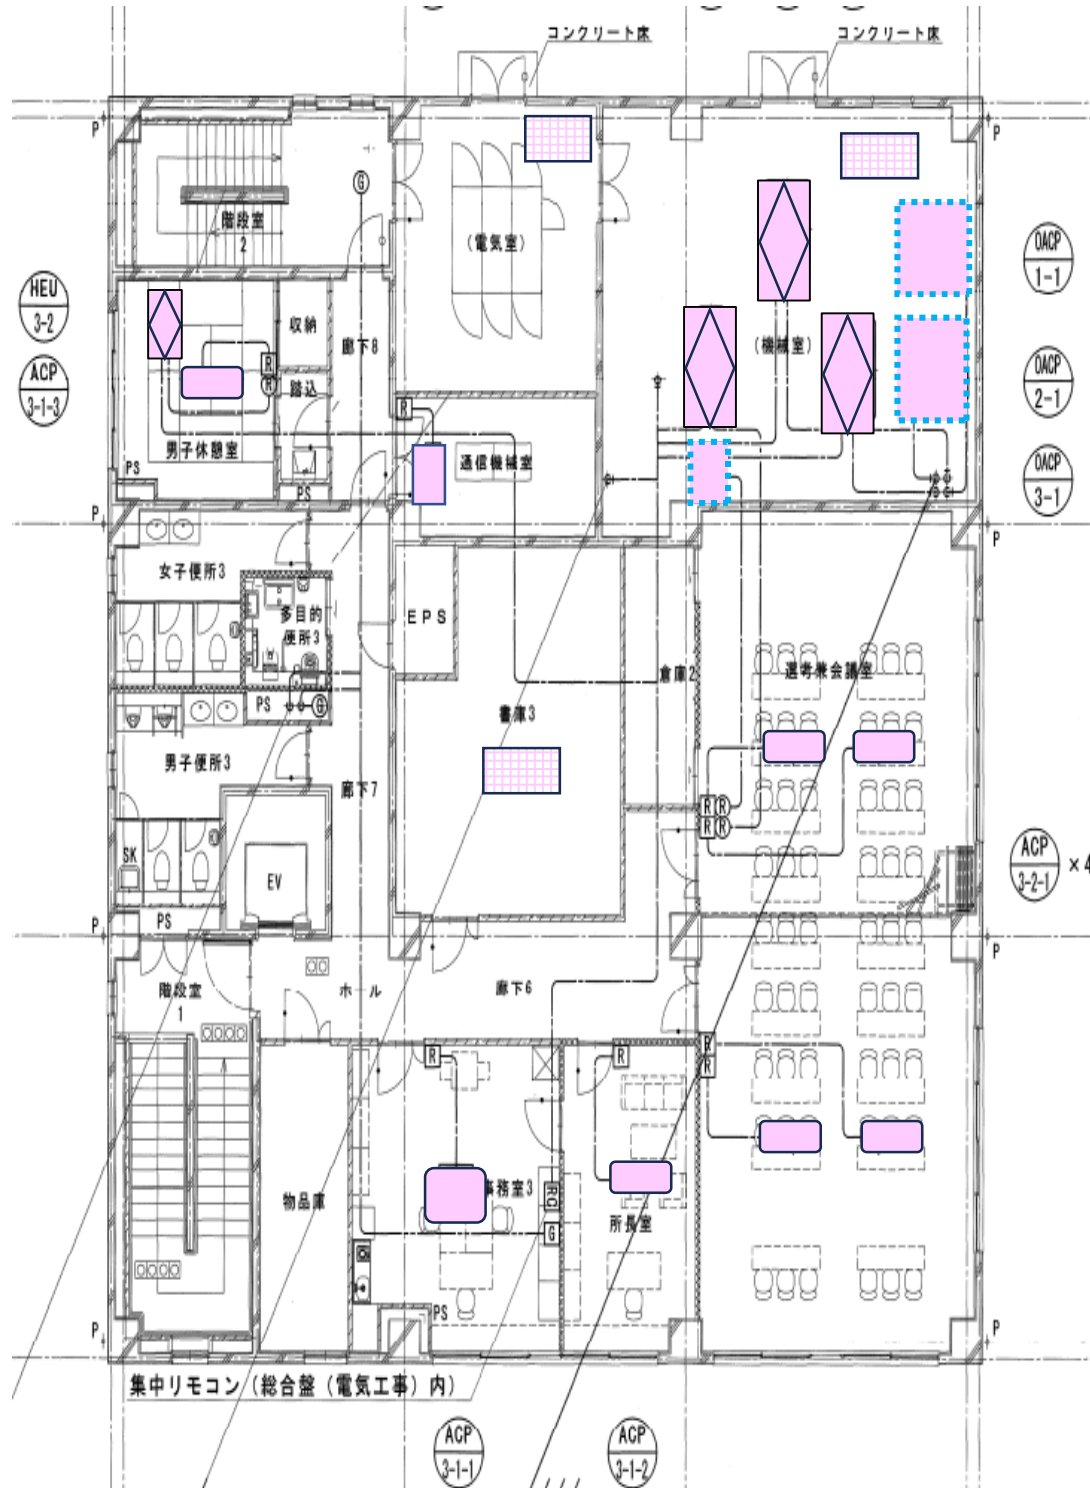 コンクリート床
コンクリート床
P
P
G
階段室
2
(電気室)
(機械室)
OACP
1-1
HEU
3-2
収納
廊下8
OACP
2-1
ACP
3-1-3
R
R
踏込
R
男子休憩室
通信機械室
PS
PS
OACP
3-1
P
P
女子便所3
多目的
便所3
EPS
倉庫2
選考兼会議室
PS
G
書庫3
男子便所3
廊下7
R R
R R
SK
EV
ACP
3-2-1
×4
PS
P
P
階段室
1
ホール
廊下6
R
R
R
R
物品庫
事務室3
RC
所長室
G
PS
P
P
集中リモコン(総合盤(電気工事)内)
ACP
3-1-1
ACP
3-1-2